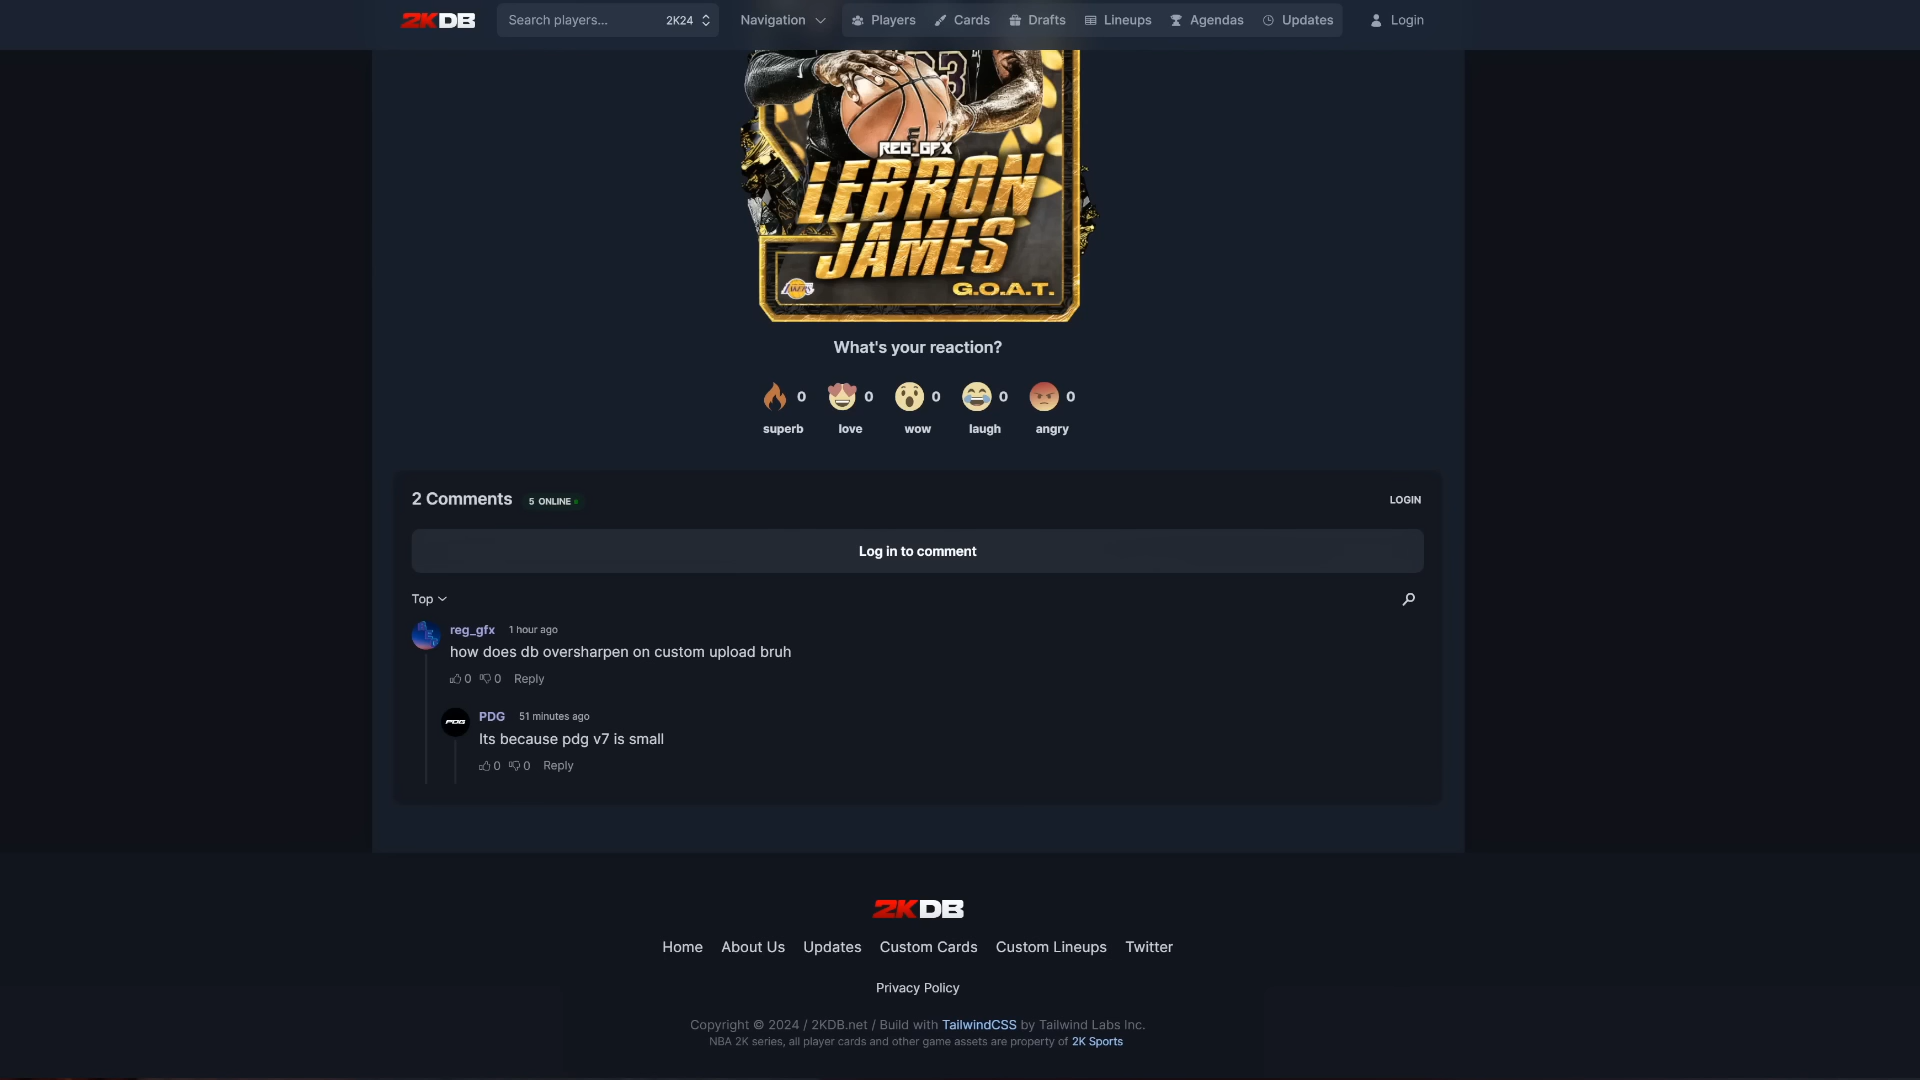 2KDB Search players... 2K24 Navigation Players Cards Drafts Lineups Agendas Updates Login
23
REG_GFX
LEBRON
JAMES
LAKERS G.O.A.T.
What's your reaction?
0 0 0 0 0
superb love wow laugh angry
2 Comments 5 ONLINE LOGIN
Log in to comment
Top
reg_gfx 1 hour ago
how does db oversharpen on custom upload bruh
0 0 Reply
PDG PDG 51 minutes ago
Its because pdg v7 is small
0 0 Reply
2KDB
Home About Us Updates Custom Cards Custom Lineups Twitter
Privacy Policy
Copyright © 2024 / 2KDB.net / Build with TailwindCSS by Tailwind Labs Inc.
NBA 2K series, all player cards and other game assets are property of 2K Sports